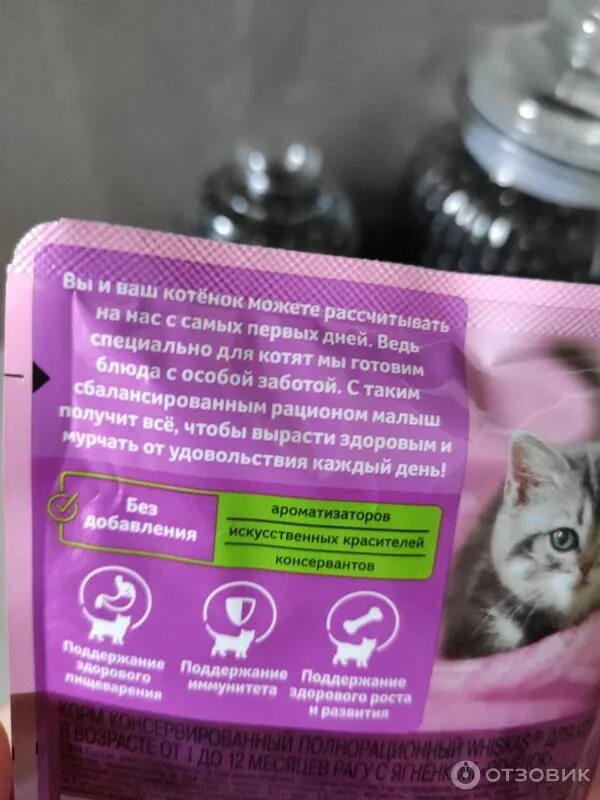 Вы и ваш котёнок можете рассчитывать
на нас с самых первых дней. Ведь
специально для котят мы готовим
блюда с особой заботой. С таким
сбалансированным рационом малыш
получит всё, чтобы вырасти здоровым и
мурчать от удовольствия каждый день!
Без
добавления
ароматизаторов
искусственных красителей
консервантов
Поддержание
здорового
пищеварения
Поддержание
иммунитета
Поддержание
здорового роста
и развития
КОРМ КОНСЕРВИРОВАННЫЙ ПОЛНОРАЦИОННЫЙ WHISKAS ДЛЯ
В ВОЗРАСТЕ ОТ 1 ДО 12 МЕСЯЦЕВ РАГУ С ЯГНЕНКОМ
ОТЗОВИК